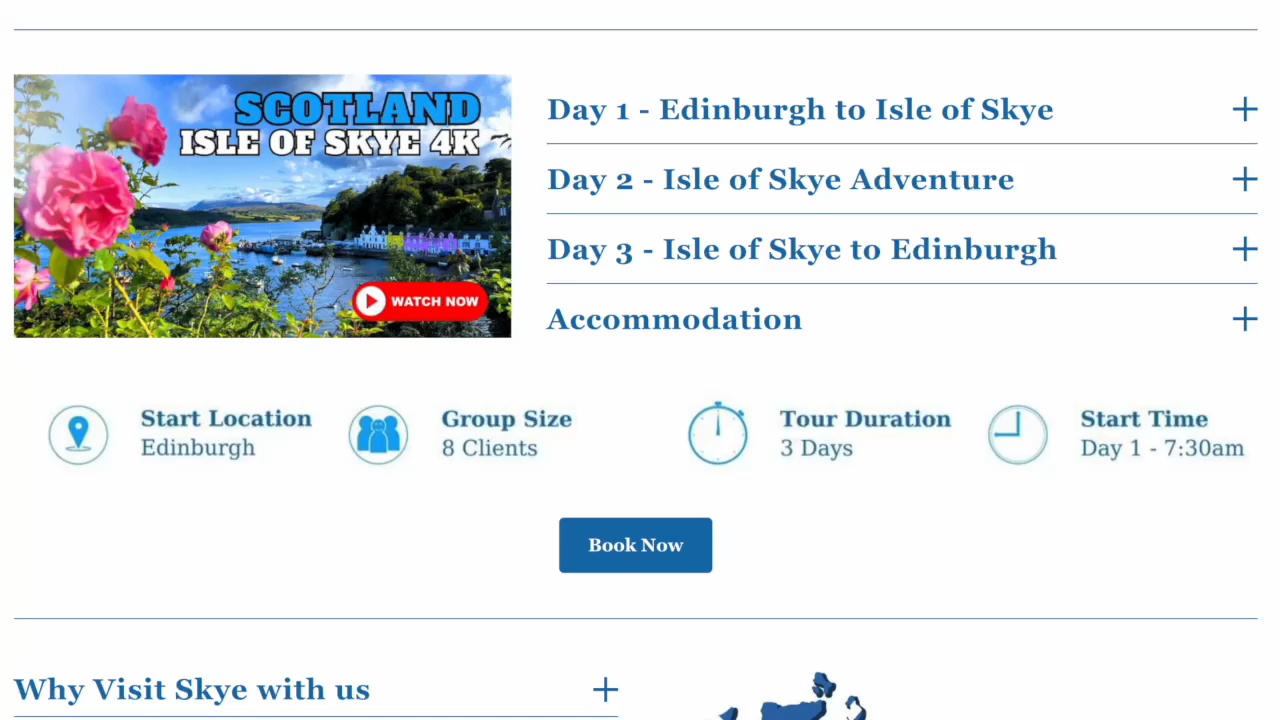 SCOTLAND
ISLE OF SKYE 4K
WATCH NOW
Day 1 - Edinburgh to Isle of Skye
Day 2 - Isle of Skye Adventure
Day 3 - Isle of Skye to Edinburgh
Accommodation
Start Location
Edinburgh
Group Size
8 Clients
Tour Duration
3 Days
Start Time
Day 1 - 7:30am
Book Now
Why Visit Skye with us